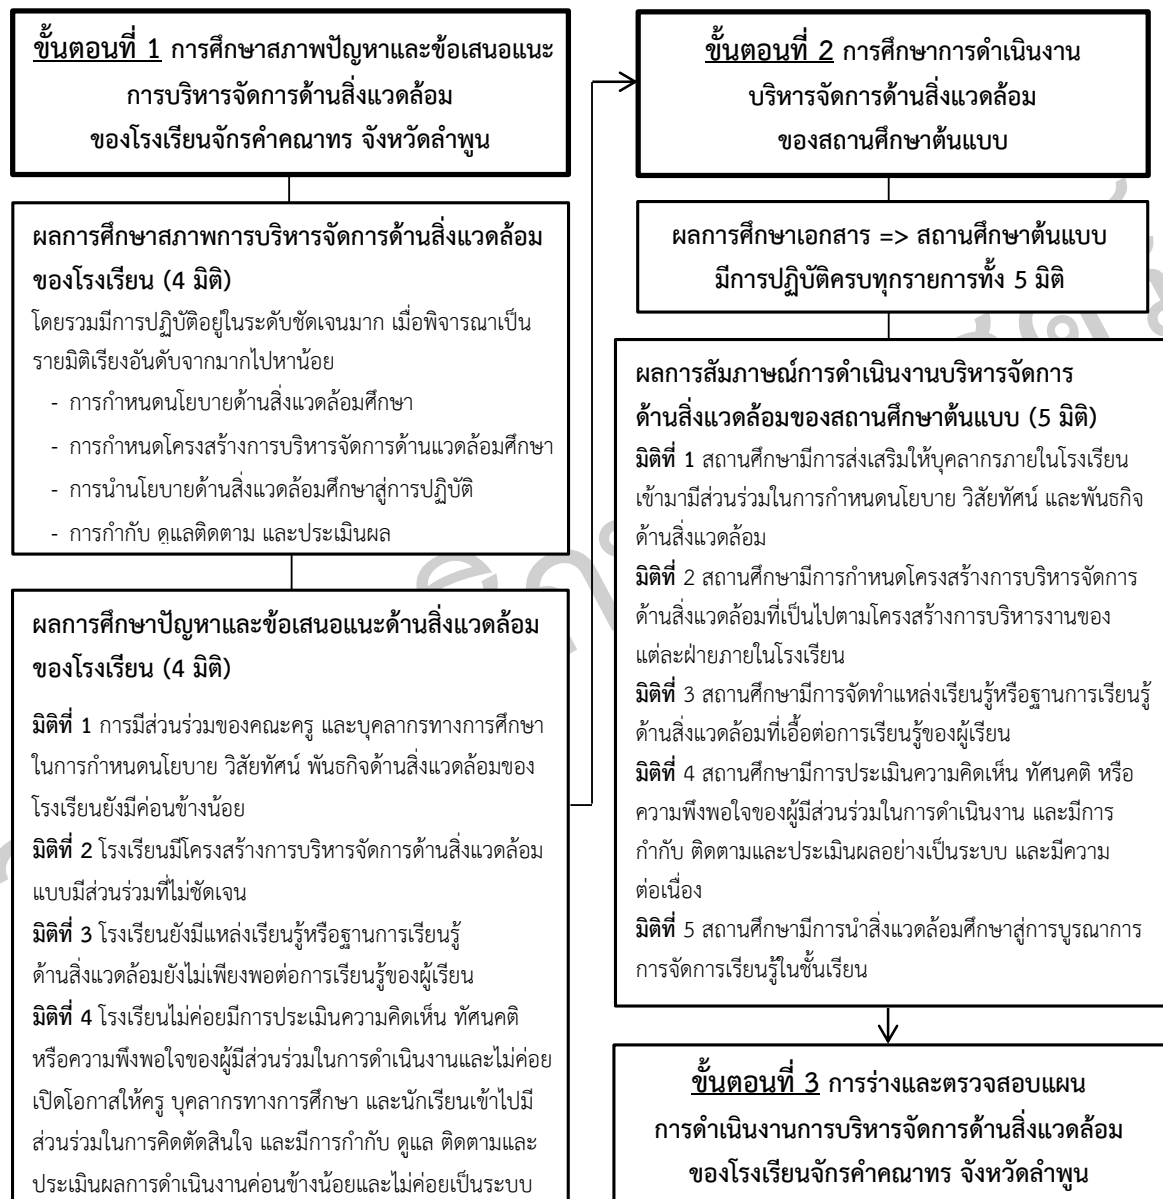 ขั้นตอนที่ 1 การศึกษาสภาพปัญหาและข้อเสนอแนะ
การบริหารจัดการด้านสิ่งแวดล้อม
ของโรงเรียนจักรคำคณาทร จังหวัดลำพูน
ผลการศึกษาสภาพการบริหารจัดการด้านสิ่งแวดล้อม
ของโรงเรียน (4 มิติ)
โดยรวมมีการปฏิบัติอยู่ในระดับชัดเจนมาก เมื่อพิจารณาเป็น
รายมิติเรียงอันดับจากมากไปหาน้อย
- การกำหนดนโยบายด้านสิ่งแวดล้อมศึกษา
- การกำหนดโครงสร้างการบริหารจัดการด้านแวดล้อมศึกษา
- การนำนโยบายด้านสิ่งแวดล้อมศึกษาสู่การปฏิบัติ
- การกำกับ ดูแลติดตาม และประเมินผล
ผลการศึกษาปัญหาและข้อเสนอแนะด้านสิ่งแวดล้อม
ของโรงเรียน (4 มิติ)
มิติที่ 1 การมีส่วนร่วมของคณะครู และบุคลากรทางการศึกษา
ในการกำหนดนโยบาย วิสัยทัศน์ พันธกิจด้านสิ่งแวดล้อมของ
โรงเรียนยังมีค่อนข้างน้อย
มิติที่ 2 โรงเรียนมีโครงสร้างการบริหารจัดการด้านสิ่งแวดล้อม
แบบมีส่วนร่วมที่ไม่ชัดเจน
มิติที่ 3 โรงเรียนยังมีแหล่งเรียนรู้หรือฐานการเรียนรู้
ด้านสิ่งแวดล้อมยังไม่เพียงพอต่อการเรียนรู้ของผู้เรียน
มิติที่ 4 โรงเรียนไม่ค่อยมีการประเมินความคิดเห็น ทัศนคติ
หรือความพึงพอใจของผู้มีส่วนร่วมในการดำเนินงานและไม่ค่อย
เปิดโอกาสให้ครู บุคลากรทางการศึกษา และนักเรียนเข้าไปมี
ส่วนร่วมในการคิดตัดสินใจ และมีการกำกับ ดูแล ติดตามและ
ประเมินผลการดำเนินงานค่อนข้างน้อยและไม่ค่อยเป็นระบบ
ขั้นตอนที่ 2 การศึกษาการดำเนินงาน
บริหารจัดการด้านสิ่งแวดล้อม
ของสถานศึกษาต้นแบบ
ผลการศึกษาเอกสาร => สถานศึกษาต้นแบบ
มีการปฏิบัติครบทุกรายการทั้ง 5 มิติ
ผลการสัมภาษณ์การดำเนินงานบริหารจัดการ
ด้านสิ่งแวดล้อมของสถานศึกษาต้นแบบ (5 มิติ)
มิติที่ 1 สถานศึกษามีการส่งเสริมให้บุคลากรภายในโรงเรียน
เข้ามามีส่วนร่วมในการกำหนดนโยบาย วิสัยทัศน์ และพันธกิจ
ด้านสิ่งแวดล้อม
มิติที่ 2 สถานศึกษามีการกำหนดโครงสร้างการบริหารจัดการ
ด้านสิ่งแวดล้อมที่เป็นไปตามโครงสร้างการบริหารงานของ
แต่ละฝ่ายภายในโรงเรียน
มิติที่ 3 สถานศึกษามีการจัดทำแหล่งเรียนรู้หรือฐานการเรียนรู้
ด้านสิ่งแวดล้อมที่เอื้อต่อการเรียนรู้ของผู้เรียน
มิติที่ 4 สถานศึกษามีการประเมินความคิดเห็น ทัศนคติ หรือ
ความพึงพอใจของผู้มีส่วนร่วมในการดำเนินงาน และมีการ
กำกับ ติดตามและประเมินผลอย่างเป็นระบบ และมีความ
ต่อเนื่อง
มิติที่ 5 สถานศึกษามีการนำสิ่งแวดล้อมศึกษาสู่การบูรณาการ
การจัดการเรียนรู้ในชั้นเรียน
ขั้นตอนที่ 3 การร่างและตรวจสอบแผน
การดำเนินงานการบริหารจัดการด้านสิ่งแวดล้อม
ของโรงเรียนจักรคำคณาทร จังหวัดลำพูน